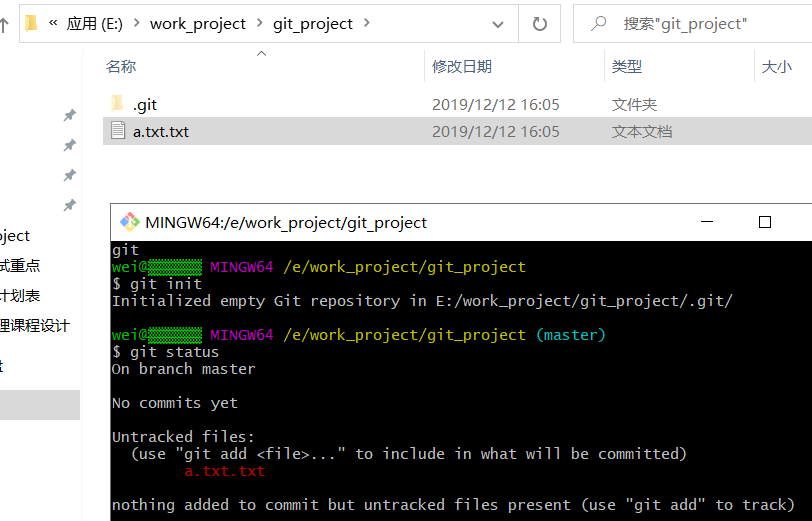 « 应用 (E:) > work_project > git_project >
搜索"git_project"
名称 修改日期 类型 大小
.git 2019/12/12 16:05 文件夹
a.txt.txt 2019/12/12 16:05 文本文档
oject
试重点
计划表
理课程设计
MINGW64:/e/work_project/git_project
git
wei@ MINGW64 /e/work_project/git_project
$ git init
Initialized empty Git repository in E:/work_project/git_project/.git/
wei@ MINGW64 /e/work_project/git_project (master)
$ git status
On branch master
No commits yet
Untracked files:
(use "git add <file>..." to include in what will be committed)
a.txt.txt
nothing added to commit but untracked files present (use "git add" to track)